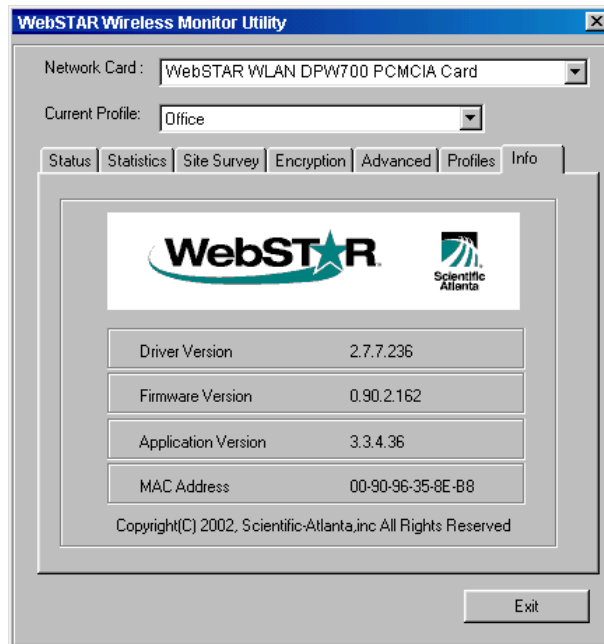 WebSTAR Wireless Monitor Utility
Network Card : WebSTAR WLAN DPW700 PCMCIA Card
Current Profile: Office
Status Statistics Site Survey Encryption Advanced Profiles Info
WebSTAR
Scientific
Atlanta
Driver Version 2.7.7.236
Firmware Version 0.90.2.162
Application Version 3.3.4.36
MAC Address 00-90-96-35-8E-B8
Copyright(C) 2002, Scientific-Atlanta,inc All Rights Reserved
Exit